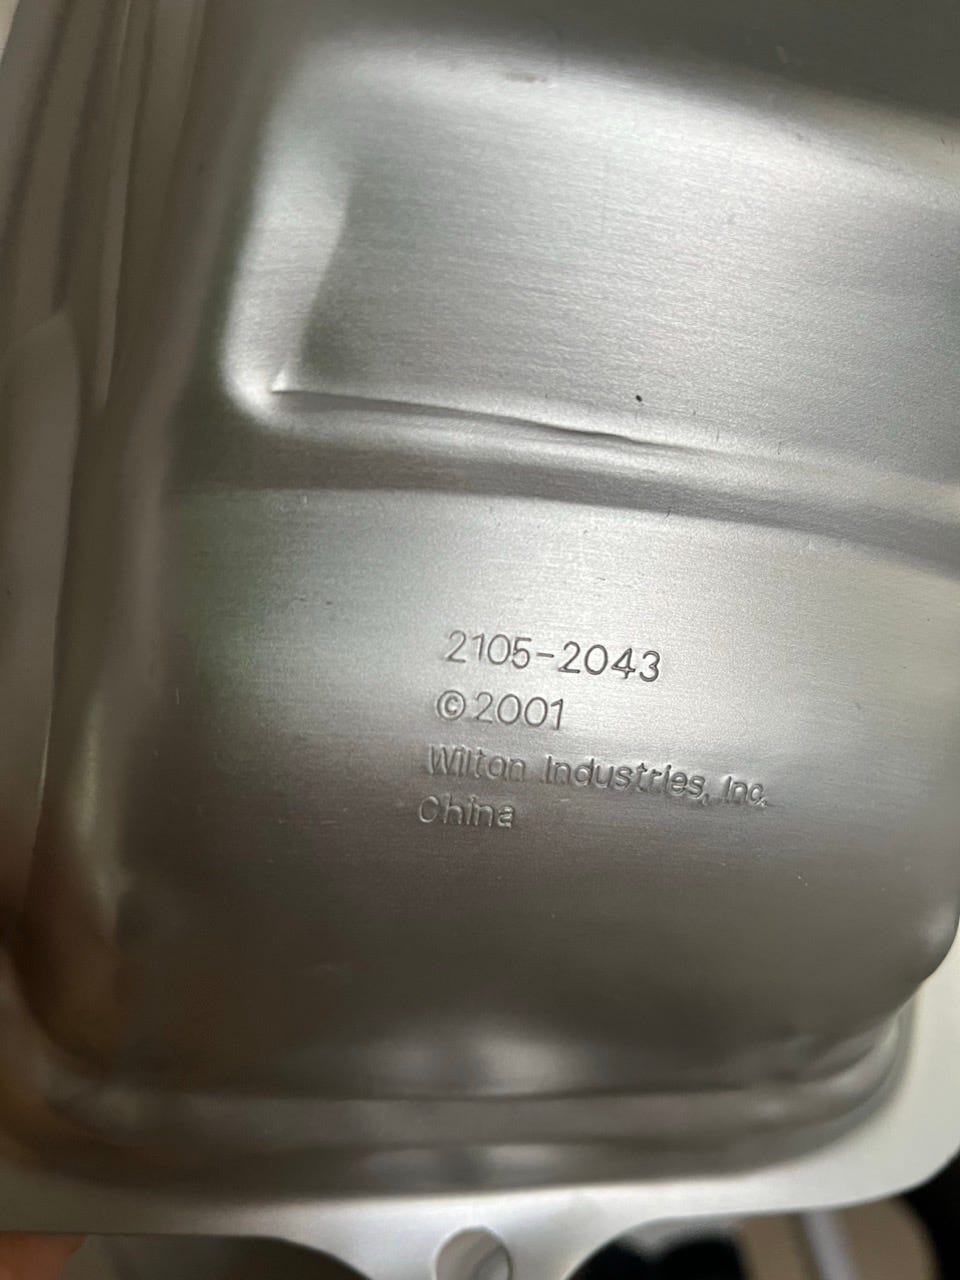 2105-2043
©2001
Wilton Industries, Inc.
China